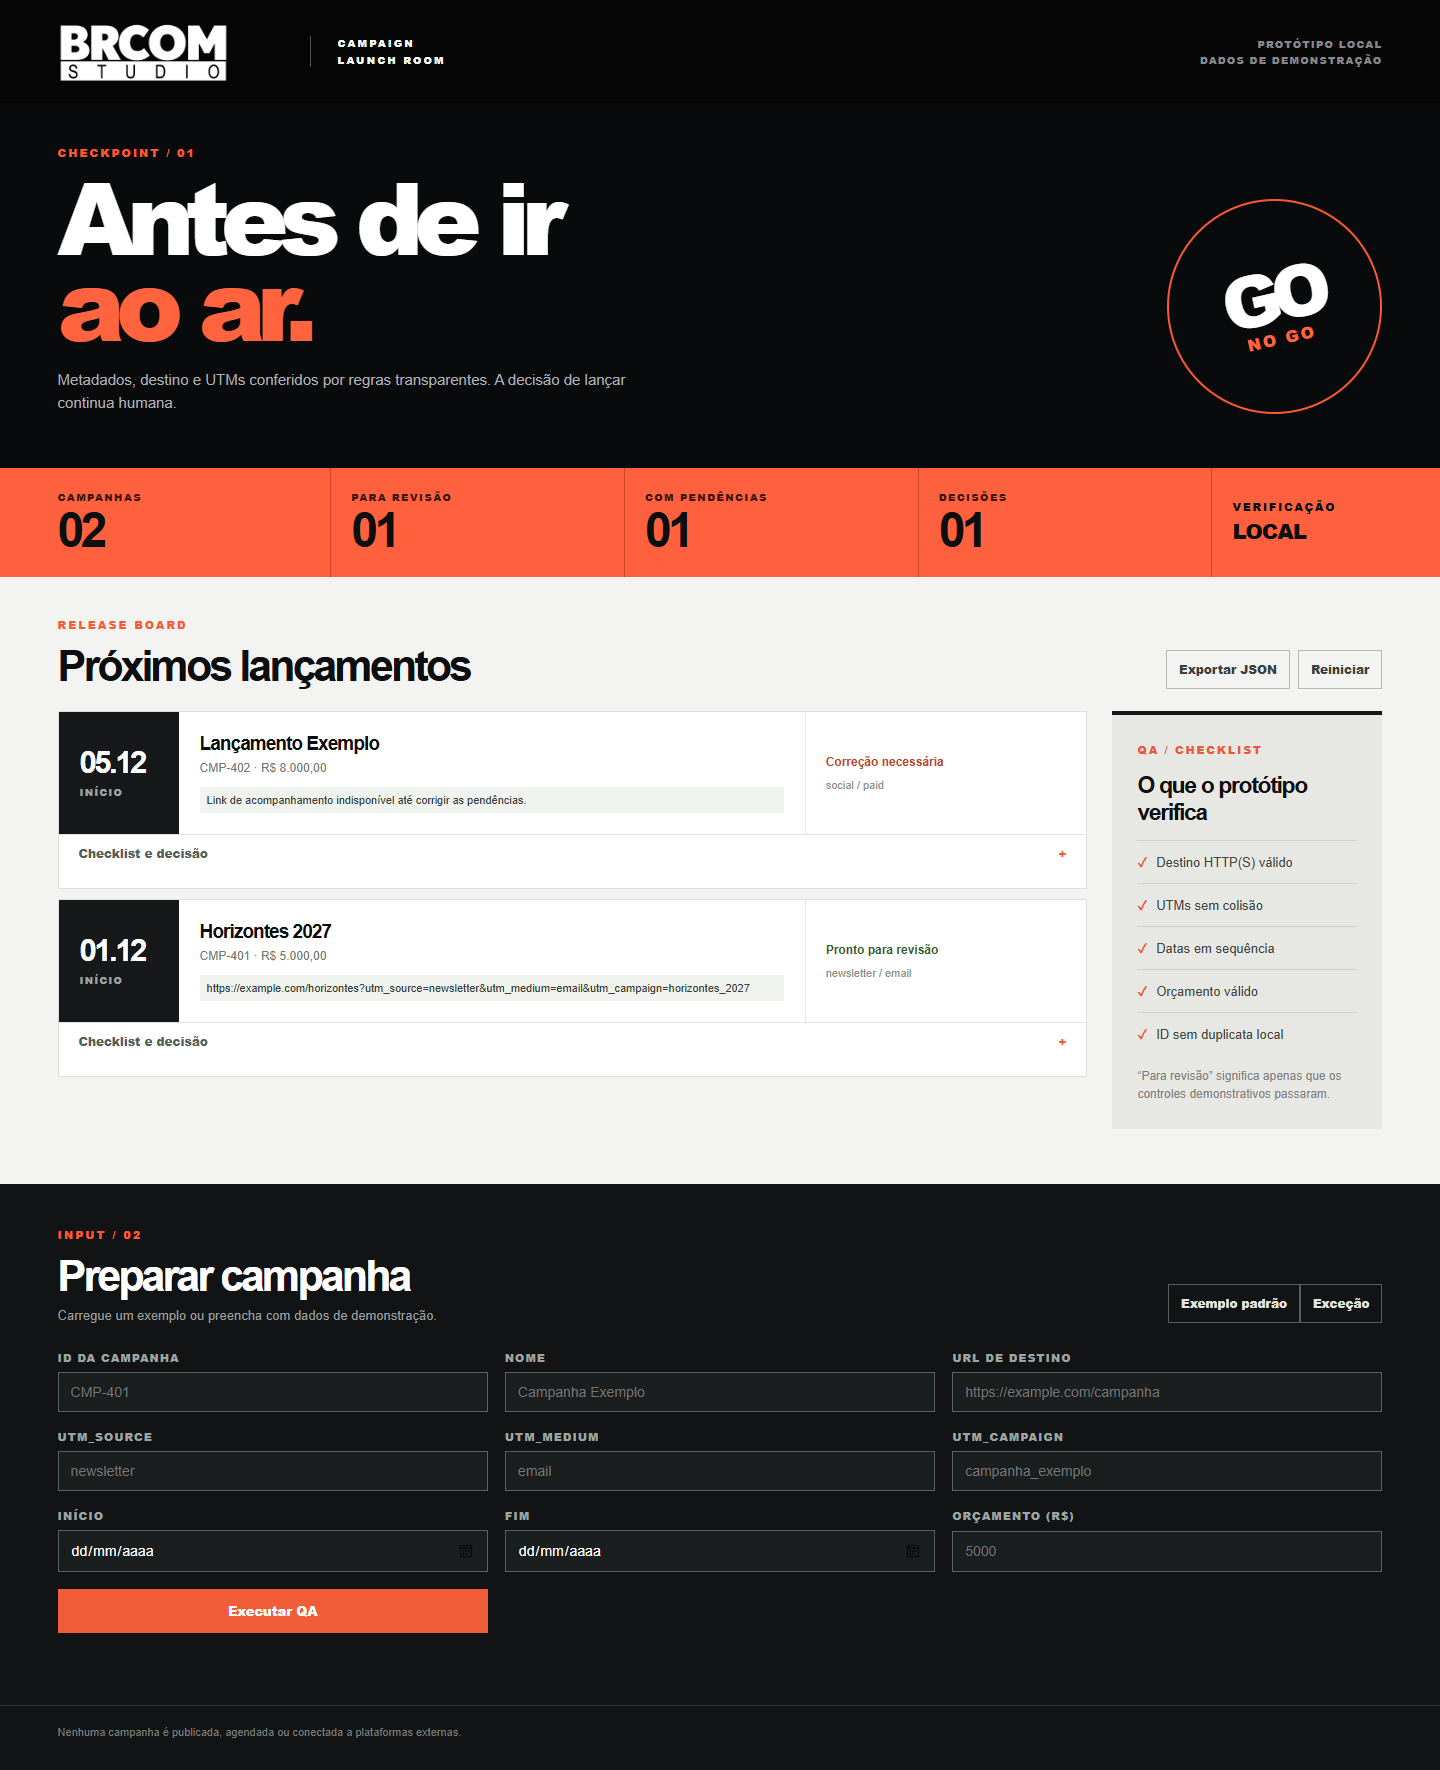 BRCOM
STUDIO
CAMPAIGN
LAUNCH ROOM
PROTÓTIPO LOCAL
DADOS DE DEMONSTRAÇÃO
CHECKPOINT / 01
Antes de ir
ao ar.
Metadados, destino e UTMs conferidos por regras transparentes. A decisão de lançar
continua humana.
GO
NO GO
CAMPANHAS
02
PARA REVISÃO
01
COM PENDÊNCIAS
01
DECISÕES
01
VERIFICAÇÃO
LOCAL
RELEASE BOARD
Próximos lançamentos
Exportar JSON
Reiniciar
05.12
INÍCIO
Lançamento Exemplo
CMP-402 · R$ 8.000,00
Link de acompanhamento indisponível até corrigir as pendências.
Correção necessária
social / paid
Checklist e decisão
+
01.12
INÍCIO
Horizontes 2027
CMP-401 · R$ 5.000,00
https://example.com/horizontes?utm_source=newsletter&utm_medium=email&utm_campaign=horizontes_2027
Pronto para revisão
newsletter / email
Checklist e decisão
+
QA / CHECKLIST
O que o protótipo
verifica
✓ Destino HTTP(S) válido
✓ UTMs sem colisão
✓ Datas em sequência
✓ Orçamento válido
✓ ID sem duplicata local
“Para revisão” significa apenas que os
controles demonstrativos passaram.
INPUT / 02
Preparar campanha
Carregue um exemplo ou preencha com dados de demonstração.
Exemplo padrão
Exceção
ID DA CAMPANHA
CMP-401
NOME
Campanha Exemplo
URL DE DESTINO
https://example.com/campanha
UTM_SOURCE
newsletter
UTM_MEDIUM
email
UTM_CAMPAIGN
campanha_exemplo
INÍCIO
dd/mm/aaaa
FIM
dd/mm/aaaa
ORÇAMENTO (R$)
5000
Executar QA
Nenhuma campanha é publicada, agendada ou conectada a plataformas externas.